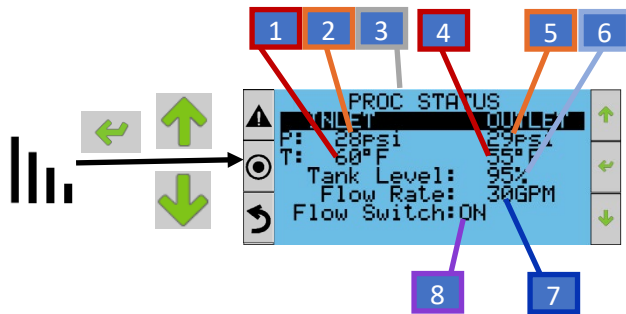 1 2 3 4 5 6
PROC STATUS
INLET OUTLET
P: 28psi 29psi
T: 60°F 55°F
Tank Level: 95%
Flow Rate: 30GPM
Flow Switch:ON
8 7